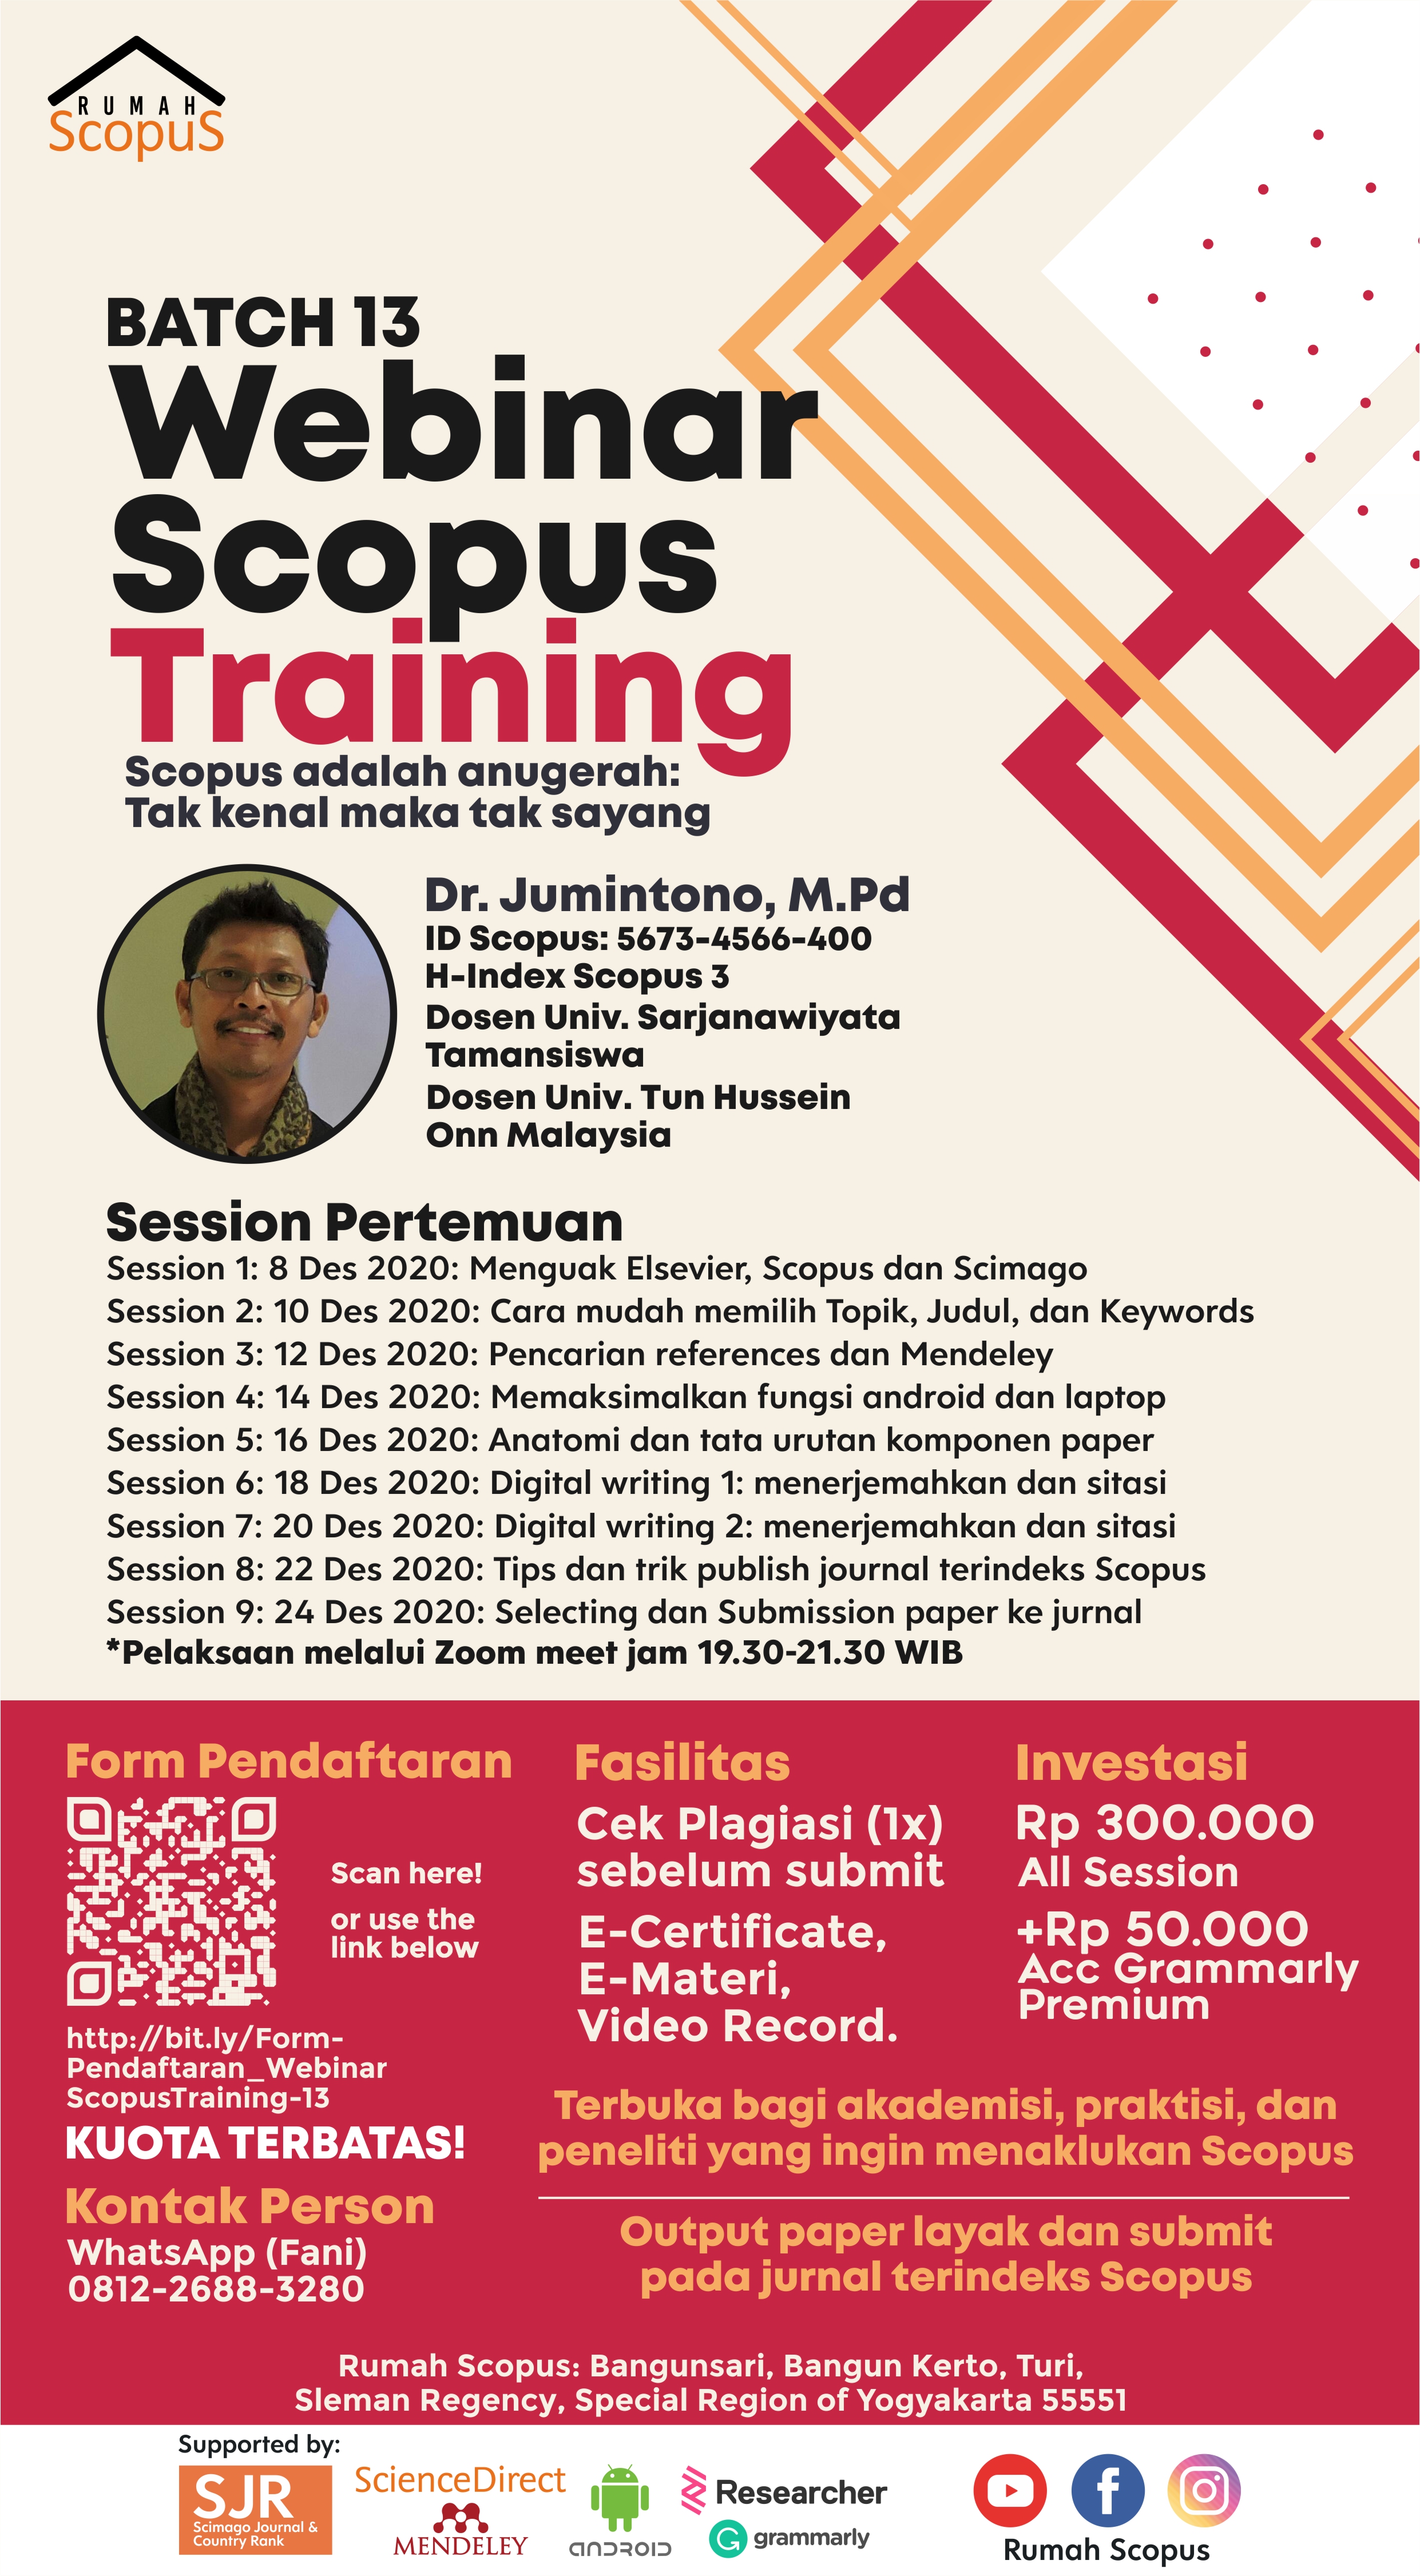 RUMAH
ScopuS
BATCH 13
Webinar
Scopus
Training
Scopus adalah anugerah:
Tak kenal maka tak sayang
Dr. Jumintono, M.Pd
ID Scopus: 5673-4566-400
H-Index Scopus 3
Dosen Univ. Sarjanawiyata
Tamansiswa
Dosen Univ. Tun Hussein
Onn Malaysia
Session Pertemuan
Session 1: 8 Des 2020: Menguak Elsevier, Scopus dan Scimago
Session 2: 10 Des 2020: Cara mudah memilih Topik, Judul, dan Keywords
Session 3: 12 Des 2020: Pencarian references dan Mendeley
Session 4: 14 Des 2020: Memaksimalkan fungsi android dan laptop
Session 5: 16 Des 2020: Anatomi dan tata urutan komponen paper
Session 6: 18 Des 2020: Digital writing 1: menerjemahkan dan sitasi
Session 7: 20 Des 2020: Digital writing 2: menerjemahkan dan sitasi
Session 8: 22 Des 2020: Tips dan trik publish journal terindeks Scopus
Session 9: 24 Des 2020: Selecting dan Submission paper ke jurnal
*Pelaksaan melalui Zoom meet jam 19.30-21.30 WIB
Form Pendaftaran
Scan here!
or use the
link below
http://bit.ly/Form-
Pendaftaran_Webinar
ScopusTraining-13
KUOTA TERBATAS!
Kontak Person
WhatsApp (Fani)
0812-2688-3280
Fasilitas
Cek Plagiasi (1x)
sebelum submit
E-Certificate,
E-Materi,
Video Record.
Investasi
Rp 300.000
All Session
+Rp 50.000
Acc Grammarly
Premium
Terbuka bagi akademisi, praktisi, dan
peneliti yang ingin menaklukan Scopus
Output paper layak dan submit
pada jurnal terindeks Scopus
Rumah Scopus: Bangunsari, Bangun Kerto, Turi,
Sleman Regency, Special Region of Yogyakarta 55551
Supported by:
SJR
Scimago Journal &
Country Rank
ScienceDirect
MENDELEY
ANDROID
Researcher
grammarly
Rumah Scopus